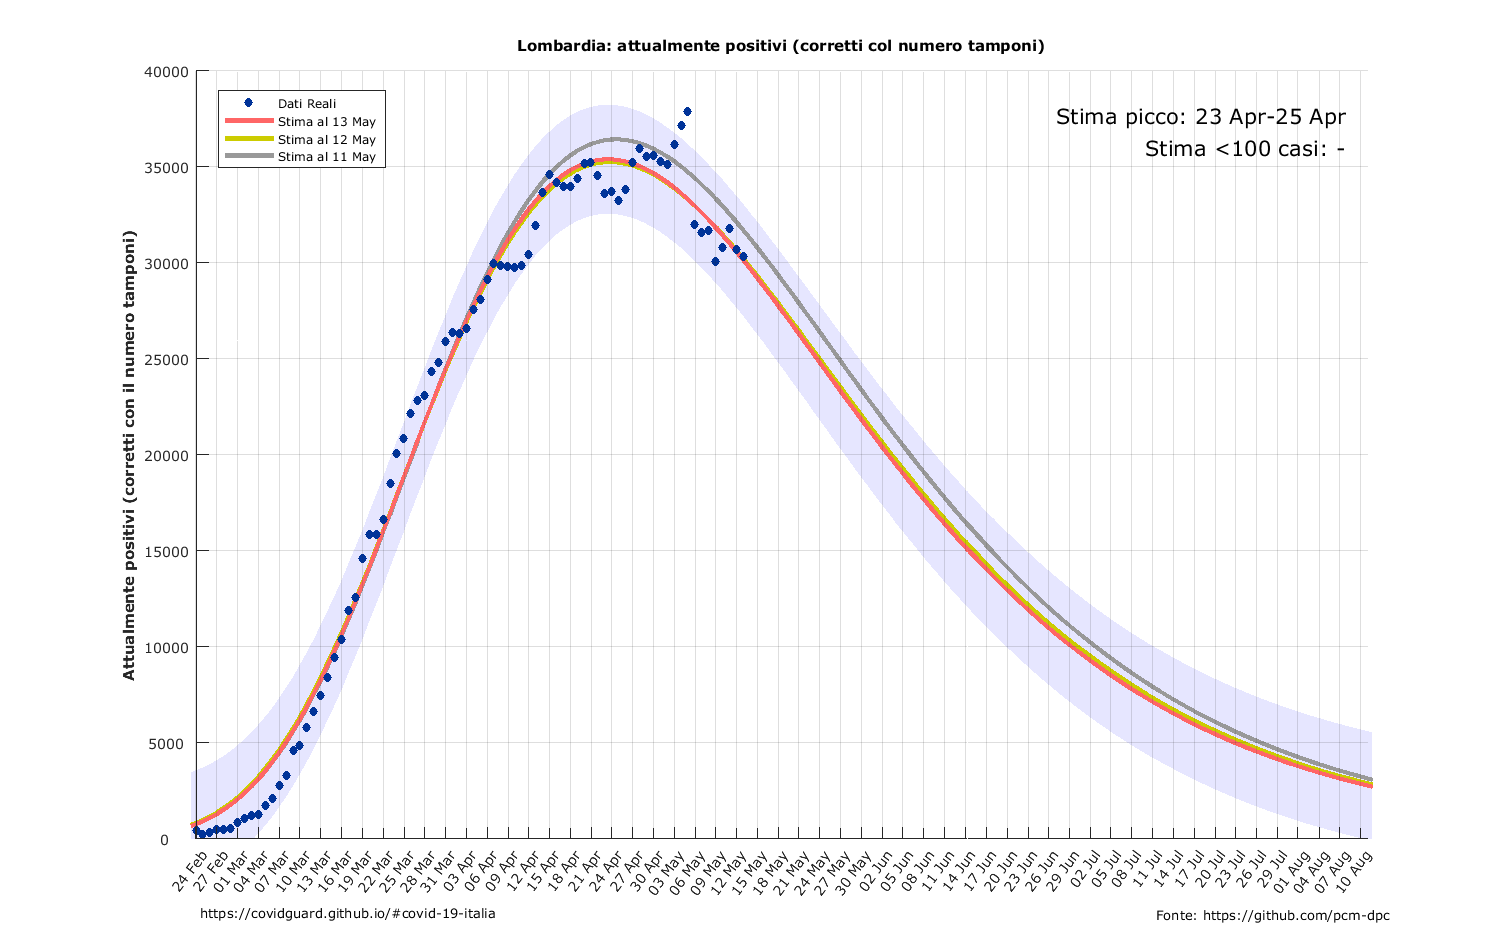 Lombardia: attualmente positivi (corretti col numero tamponi)
Attualmente positivi (corretti con il numero tamponi)
40000
35000
30000
25000
20000
15000
10000
5000
0
Dati Reali
Stima al 13 May
Stima al 12 May
Stima al 11 May
Stima picco: 23 Apr-25 Apr
Stima <100 casi: -
24 Feb
27 Feb
01 Mar
04 Mar
07 Mar
10 Mar
13 Mar
16 Mar
19 Mar
22 Mar
25 Mar
28 Mar
31 Mar
03 Apr
06 Apr
09 Apr
12 Apr
15 Apr
18 Apr
21 Apr
24 Apr
27 Apr
30 Apr
03 May
06 May
09 May
12 May
15 May
18 May
21 May
24 May
27 May
30 May
02 Jun
05 Jun
08 Jun
11 Jun
14 Jun
17 Jun
20 Jun
23 Jun
26 Jun
29 Jun
02 Jul
05 Jul
08 Jul
11 Jul
14 Jul
17 Jul
20 Jul
23 Jul
26 Jul
29 Jul
01 Aug
04 Aug
07 Aug
10 Aug
https://covidguard.github.io/#covid-19-italia
Fonte: https://github.com/pcm-dpc